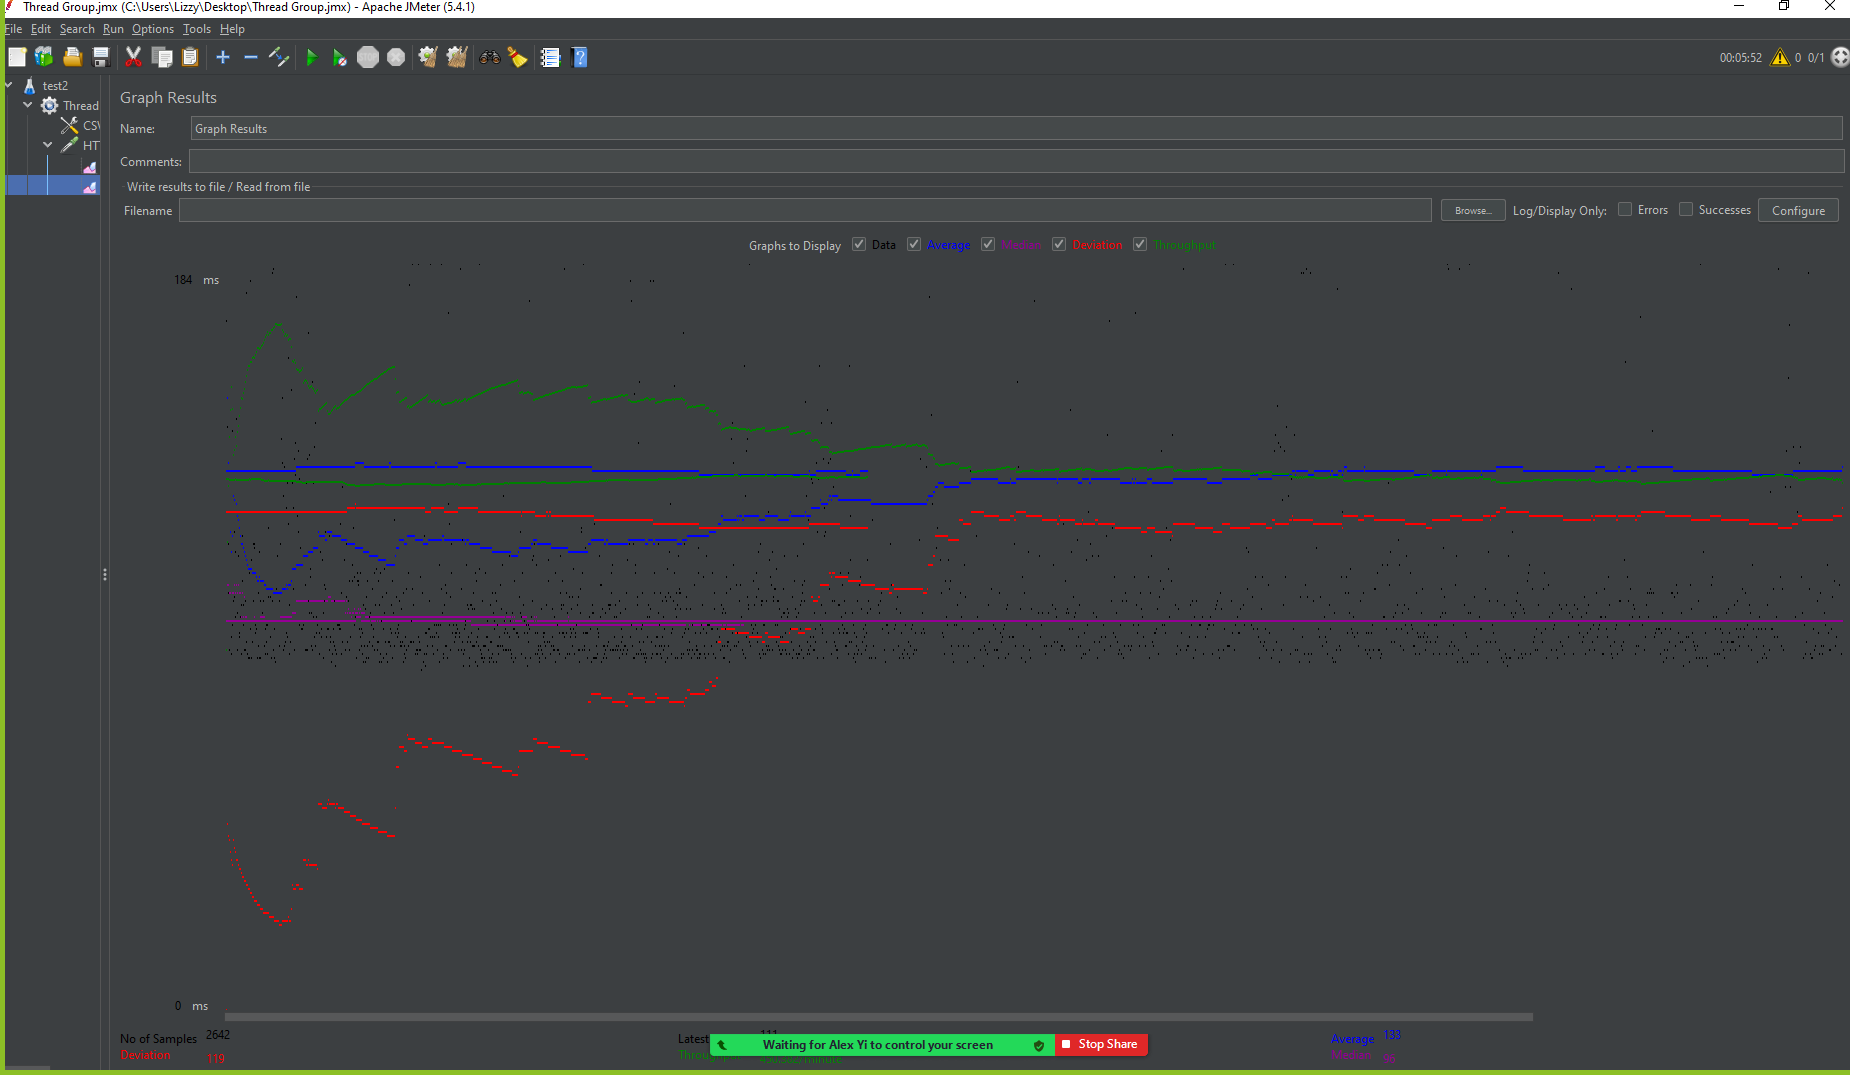 Thread Group.jmx (C:\Users\Lizzy\Desktop\Thread Group.jmx) - Apache JMeter (5.4.1)
File Edit Search Run Options Tools Help
00:05:52 0 0/1
test2
Thread
CSV
HT
Graph Results
Name: Graph Results
Comments:
Write results to file / Read from file
Filename Browse... Log/Display Only: Errors Successes Configure
Graphs to Display Data Average Median Deviation Throughput
184 ms
0 ms
No of Samples 2642
Latest
Average 133
Deviation 119
Median
minute
Waiting for Alex Yi to control your screen
Stop Share